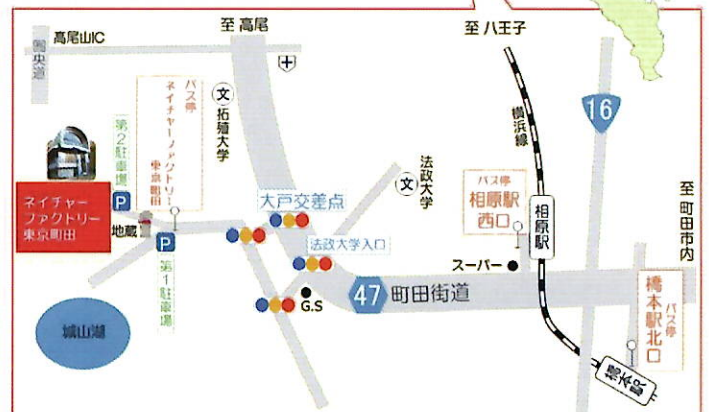 至 高尾
至 八王子
高尾山IC
圏央道
バス停
ネイチャーファクトリー
東京町田
文
拓殖大学
横浜線
16
第2駐車場
P
大戸交差点
文
法政大学
バス停
相原駅
西口
相原駅
至 町田市内
ネイチャー
ファクトリー
東京町田
地蔵
P
第1駐車場
法政大学入口
スーパー
47
町田街道
G.S
城山湖
バス停
橋本駅北口
橋本駅